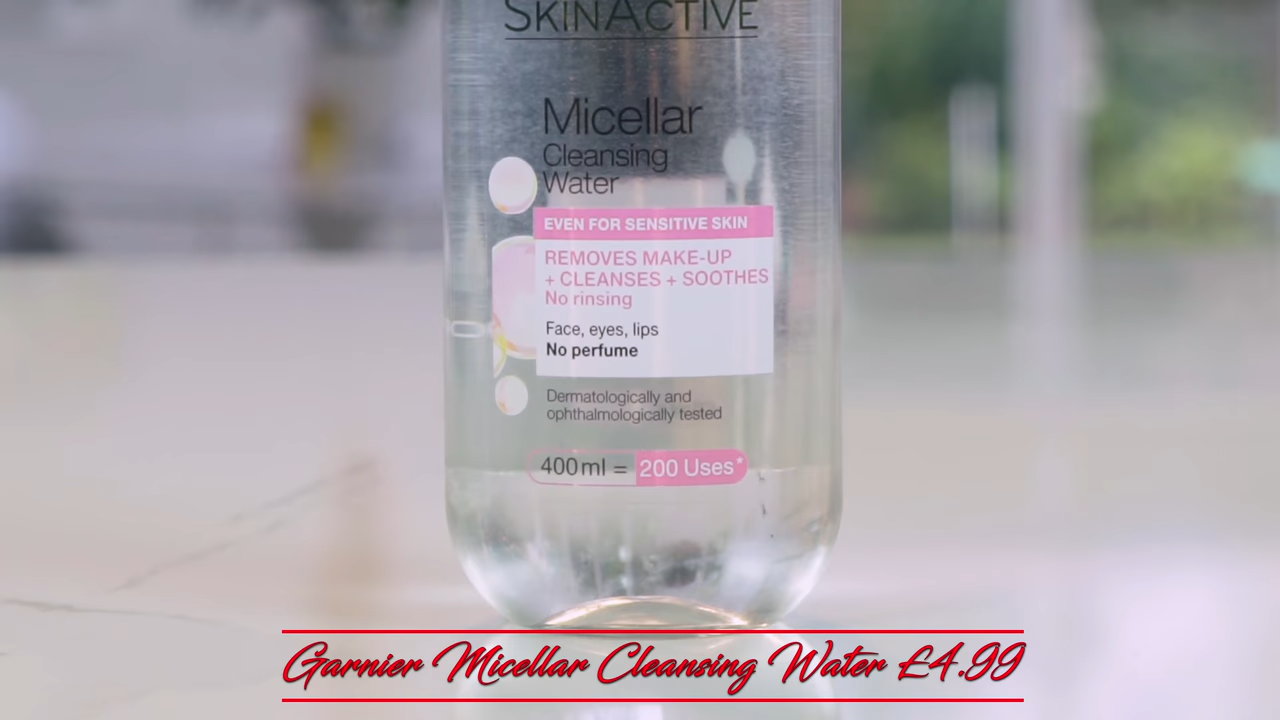 SKINACTIVE
Micellar
Cleansing
Water
EVEN FOR SENSITIVE SKIN
REMOVES MAKE-UP
+ CLEANSES + SOOTHES
No rinsing
Face, eyes, lips
No perfume
Dermatologically and
ophthalmologically tested
400ml = 200 Uses*
Garnier Micellar Cleansing Water £4.99